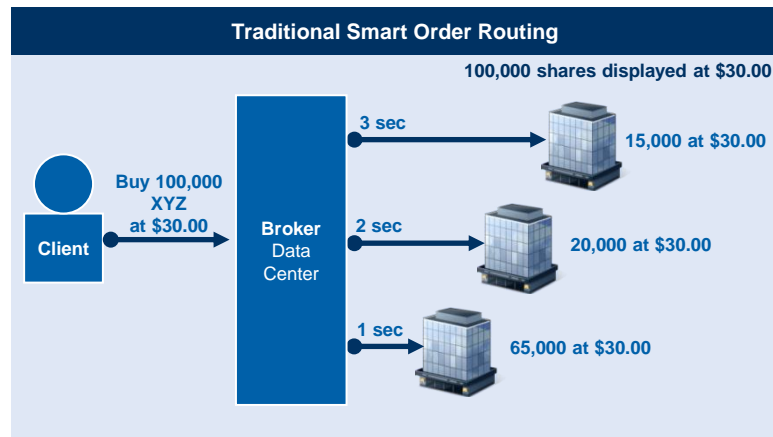 Traditional Smart Order Routing
100,000 shares displayed at $30.00
3 sec
15,000 at $30.00
Buy 100,000
XYZ
at $30.00
Client
Broker
Data
Center
2 sec
20,000 at $30.00
1 sec
65,000 at $30.00